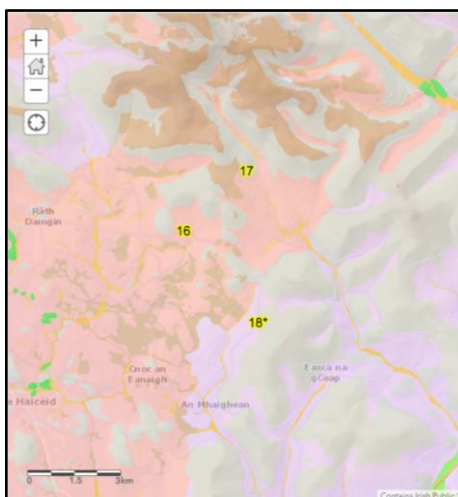 +
−
17
Ráth
Daingin
16
18*
Cnoc an
Eanaigh
Easca na
gCeap
e Haicéid
An Mhaighean
0 1.5 3km
Contains Irish Public